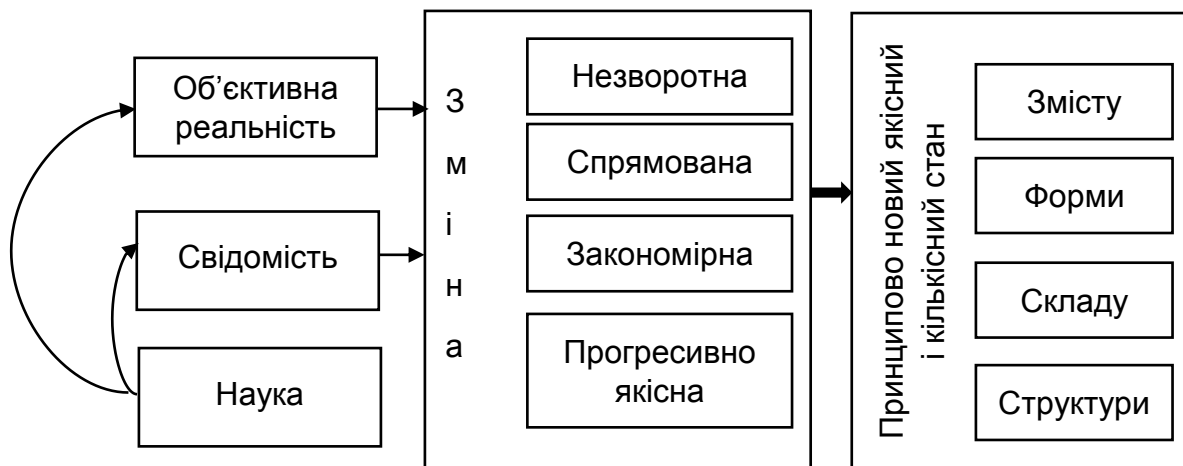 Об’єктивна
реальність
Свідомість
Наука
З
м
і
н
а
Незворотна
Спрямована
Закономірна
Прогресивно
якісна
Принципово новий якісний
і кількісний стан
Змісту
Форми
Складу
Структури